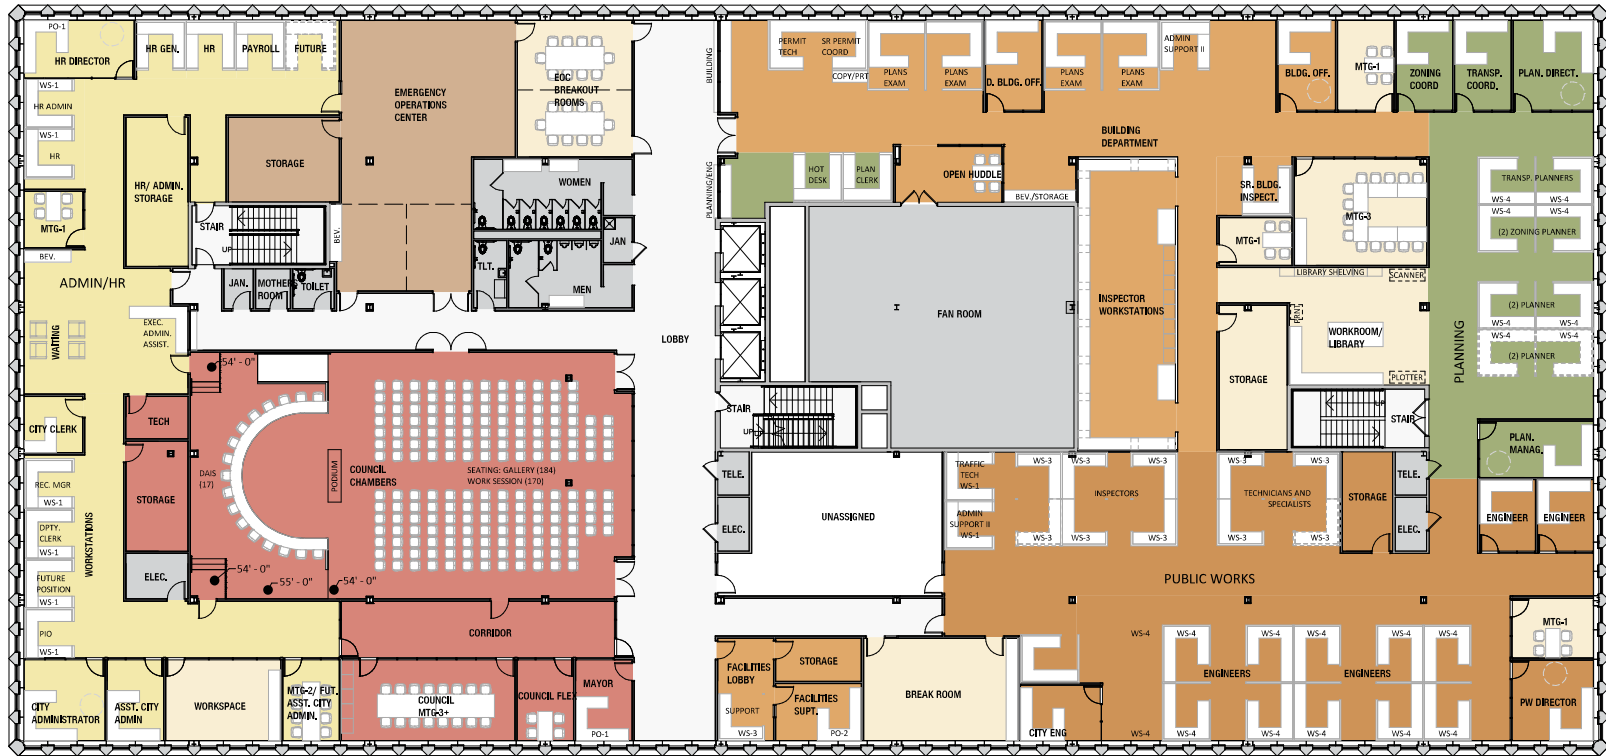 PO-1
HR DIRECTOR
HR GEN.
HR
PAYROLL
FUTURE
WS-1
HR ADMIN
WS-1
HR
HR/ ADMIN.
STORAGE
STORAGE
EMERGENCY
OPERATIONS
CENTER
EOC
BREAKOUT
ROOMS
MTG-1
BEV.
STAIR
UP
BEV.
WOMEN
JAN
TLT.
MEN
ADMIN/HR
JAN.
MOTHER
ROOM
TOILET
WAITING
EXEC.
ADMIN.
ASSIST.
LOBBY
54' - 0"
CITY CLERK
TECH
STORAGE
ELEC.
DAIS
(17)
PODIUM
COUNCIL
CHAMBERS
SEATING: GALLERY (184)
WORK SESSION (170)
REC. MGR
WS-1
DPTY.
CLERK
WS-1
FUTURE
POSITION
WS-1
PIO
WS-1
WORKSTATIONS
54' - 0"
55' - 0"
54' - 0"
CORRIDOR
CITY
ADMINISTRATOR
ASST. CITY
ADMIN
WORKSPACE
MTG-2/ FUT.
ASST. CITY
ADMIN.
COUNCIL
MTG-3+
COUNCIL FLEX
MAYOR
PO-1
BUILDING
PERMIT
TECH
SR PERMIT
COORD
COPY/PRT
PLANS
EXAM
PLANS
EXAM
D. BLDG. OFF.
PLANS
EXAM
PLANS
EXAM
ADMIN
SUPPORT II
BLDG. OFF.
MTG-1
ZONING
COORD
TRANSP.
COORD.
PLAN. DIRECT.
BUILDING
DEPARTMENT
PLANNING/ENG
HOT
DESK
PLAN
CLERK
OPEN HUDDLE
BEV./STORAGE
SR. BLDG.
INSPECT.
MTG-1
MTG-3
TRANSP. PLANNERS
WS-4
WS-4
WS-4
WS-4
(2) ZONING PLANNER
LIBRARY SHELVING
SCANNER
PRNT
WORKROOM/
LIBRARY
PLOTTER
(2) PLANNER
WS-4
WS-4
WS-4
WS-4
(2) PLANNER
PLANNING
FAN ROOM
INSPECTOR
WORKSTATIONS
STORAGE
STAIR
UP
UP
STAIR
PLAN.
MANAG.
TELE.
ELEC.
UNASSIGNED
TRAFFIC
TECH
WS-1
ADMIN
SUPPORT II
WS-1
WS-3
WS-3
WS-3
INSPECTORS
WS-3
WS-3
WS-3
WS-3
WS-3
TECHNICIANS AND
SPECIALISTS
WS-3
WS-3
STORAGE
TELE.
ELEC.
ENGINEER
ENGINEER
PUBLIC WORKS
MTG-1
WS-4
WS-4
WS-4
WS-4
WS-4
WS-4
ENGINEERS
ENGINEERS
WS-4
WS-4
WS-4
WS-4
WS-4
WS-4
PW DIRECTOR
FACILITIES
LOBBY
SUPPORT
WS-3
STORAGE
FACILITIES
SUPT.
PO-2
BREAK ROOM
CITY ENG